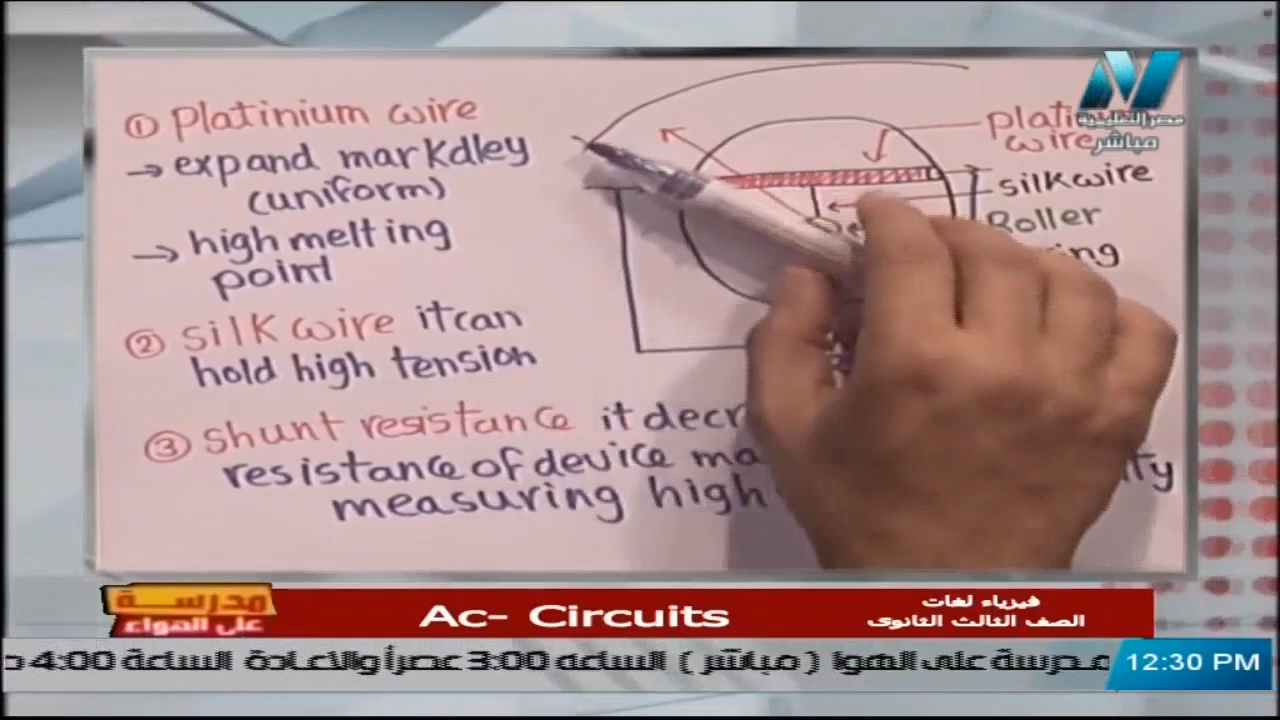 ① Platinium wire
→ expand markdley
(uniform)
→ high melting
point
② silk wire it can
hold high tension
③ shunt resistance it decr
resistance of device ma
measuring high
platinum
wire
silk wire
Roller
مصر التعليمية
مباشر
مدرسة
على الهواء
Ac- Circuits
فيزياء لغات
الصف الثالث الثانوى
مدرسة على الهوا ( مباشر ) الساعه 3:00 عصراً والاعادة الساعة 4:00
12:30 PM